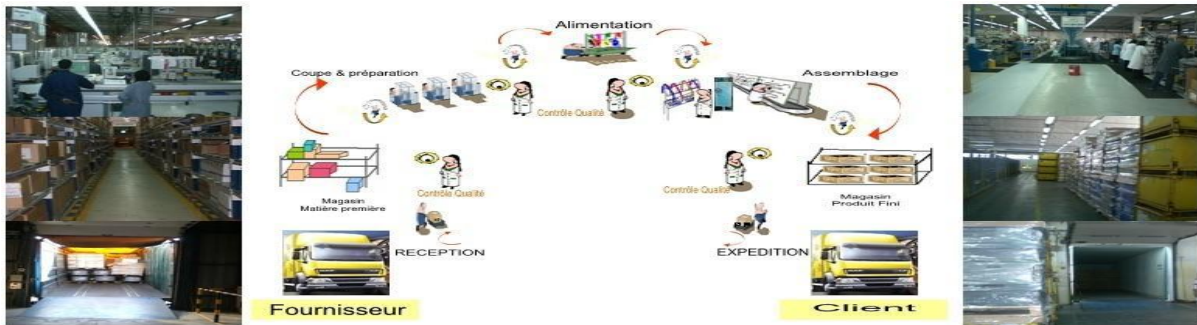 Alimentation
Coupe & préparation
Assemblage
Contrôle Qualité
Contrôle Qualité
Contrôle Qualité
Magasin
Matière première
Magasin
Produit Fini
RECEPTION
EXPEDITION
Fournisseur
Client